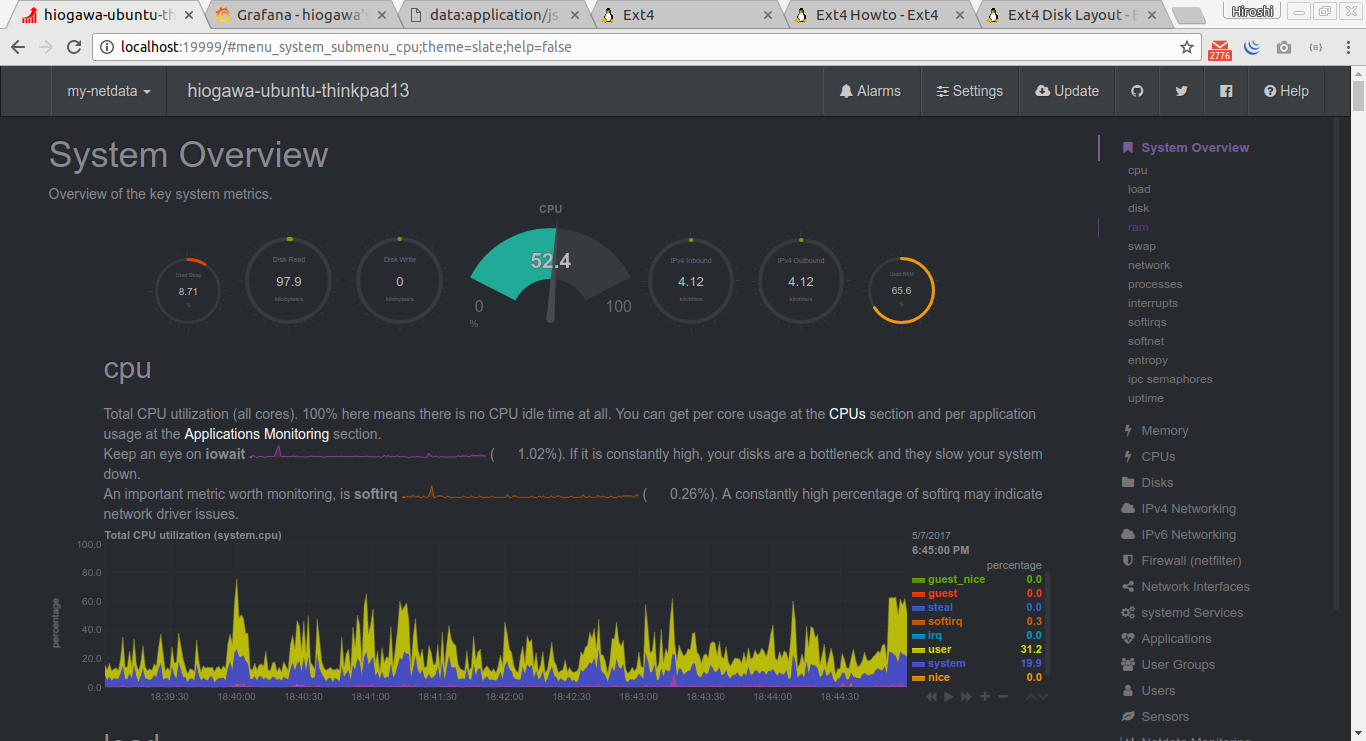 hiogawa-ubuntu-th
Grafana - hiogawa's
data:application/jso
Ext4
Ext4 Howto - Ext4
Ext4 Disk Layout - E
Hiroshi
localhost:19999/#menu_system_submenu_cpu;theme=slate;help=false
2776
my-netdata
hiogawa-ubuntu-thinkpad13
Alarms
Settings
Update
Help
System Overview
Overview of the key system metrics.
Used Swap
8.71
%
Disk Read
97.9
kilobytes/s
Disk Write
0
kilobytes/s
CPU
52.4
0
100
%
IPv4 Inbound
4.12
kilobits/s
IPv4 Outbound
4.12
kilobits/s
Used RAM
65.6
%
cpu
Total CPU utilization (all cores). 100% here means there is no CPU idle time at all. You can get per core usage at the CPUs section and per application
usage at the Applications Monitoring section.
Keep an eye on iowait ( 1.02%). If it is constantly high, your disks are a bottleneck and they slow your system
down.
An important metric worth monitoring, is softirq ( 0.26%). A constantly high percentage of softirq may indicate
network driver issues.
Total CPU utilization (system.cpu)
percentage
100.0
80.0
60.0
40.0
20.0
0.0
18:39:30
18:40:00
18:40:30
18:41:00
18:41:30
18:42:00
18:42:30
18:43:00
18:43:30
18:44:00
18:44:30
5/7/2017
6:45:00 PM
percentage
guest_nice 0.0
guest 0.0
steal 0.0
softirq 0.3
irq 0.0
user 31.2
system 19.9
nice 0.0
System Overview
cpu
load
disk
ram
swap
network
processes
interrupts
softirqs
softnet
entropy
ipc semaphores
uptime
Memory
CPUs
Disks
IPv4 Networking
IPv6 Networking
Firewall (netfilter)
Network Interfaces
systemd Services
Applications
User Groups
Users
Sensors
Netdata Monitoring
load